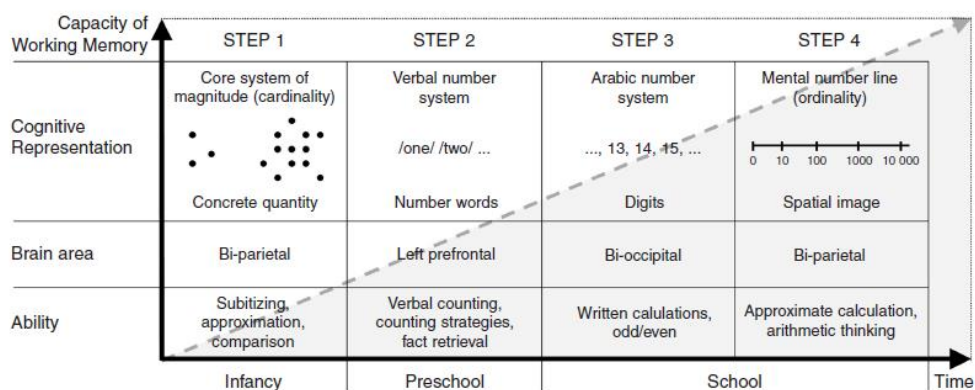 Capacity of
Working Memory
STEP 1
STEP 2
STEP 3
STEP 4
Cognitive
Representation
Core system of
magnitude (cardinality)
Concrete quantity
Verbal number
system
/one/ /two/ ...
Number words
Arabic number
system
..., 13, 14, 15, ...
Digits
Mental number line
(ordinality)
0 10 100 1000 10 000
Spatial image
Brain area
Bi-parietal
Left prefrontal
Bi-occipital
Bi-parietal
Ability
Subitizing,
approximation,
comparison
Verbal counting,
counting strategies,
fact retrieval
Written calulations,
odd/even
Approximate calculation,
arithmetic thinking
Infancy
Preschool
School
Time